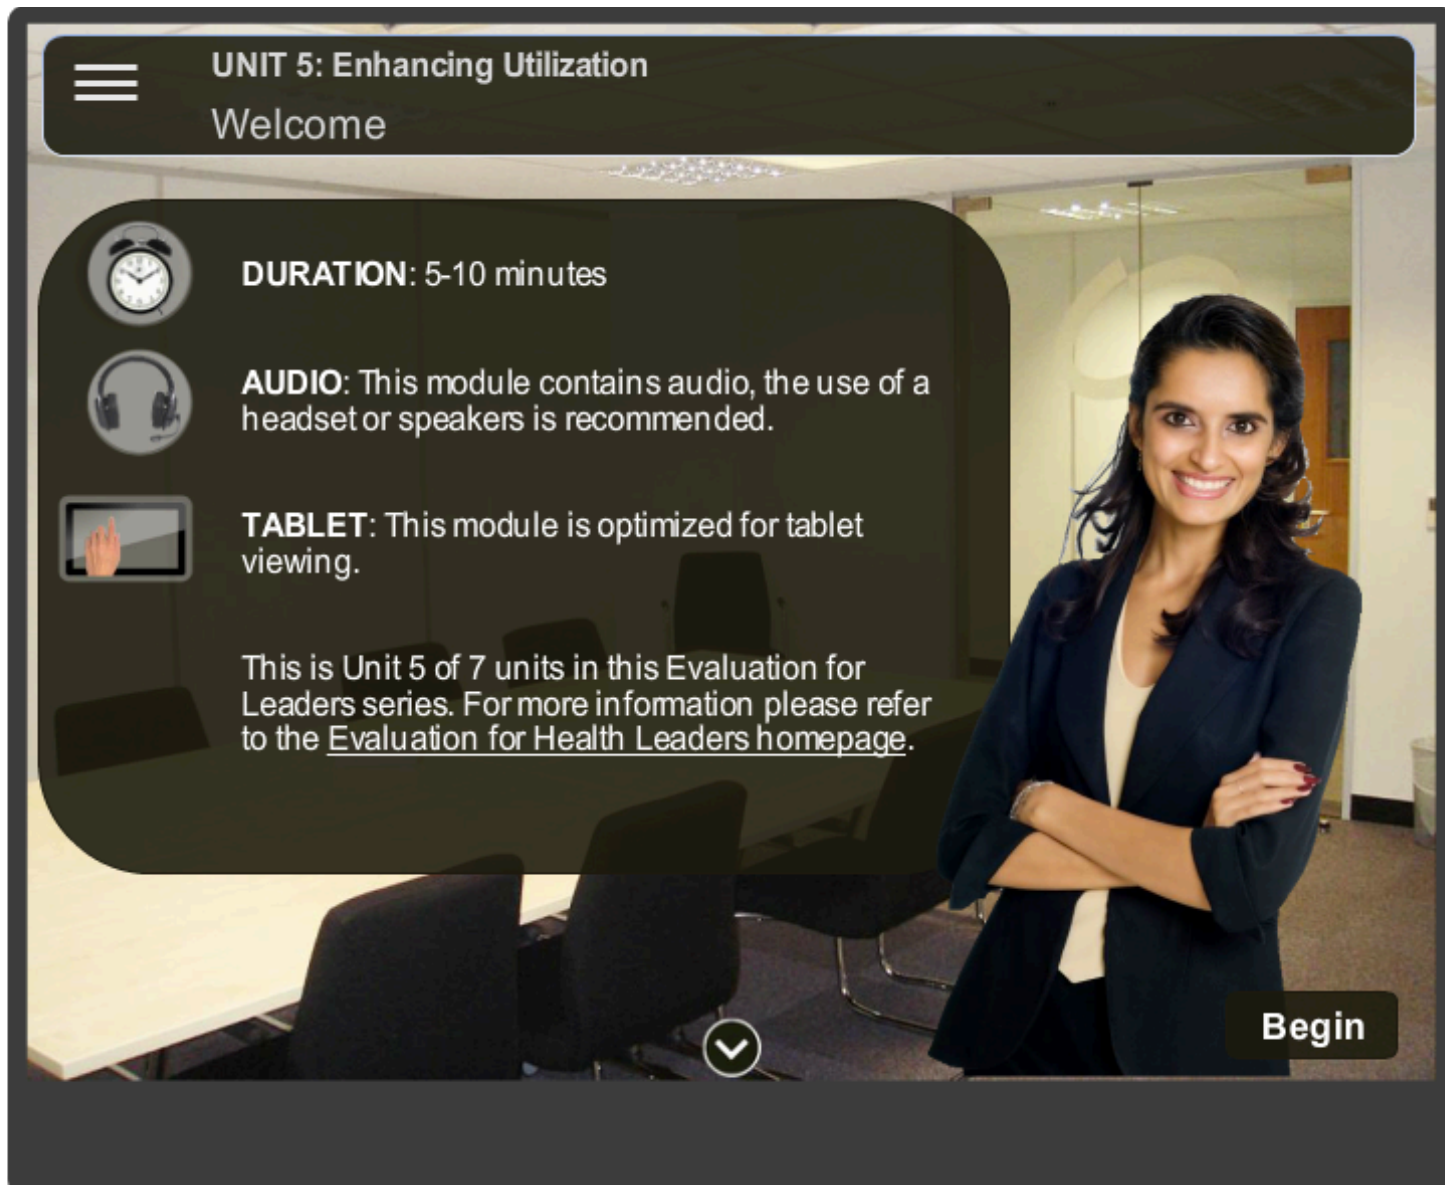 UNIT 5: Enhancing Utilization
Welcome
DURATION: 5-10 minutes
AUDIO: This module contains audio, the use of a
headset or speakers is recommended.
TABLET: This module is optimized for tablet
viewing.
This is Unit 5 of 7 units in this Evaluation for
Leaders series. For more information please refer
to the Evaluation for Health Leaders homepage.
Begin